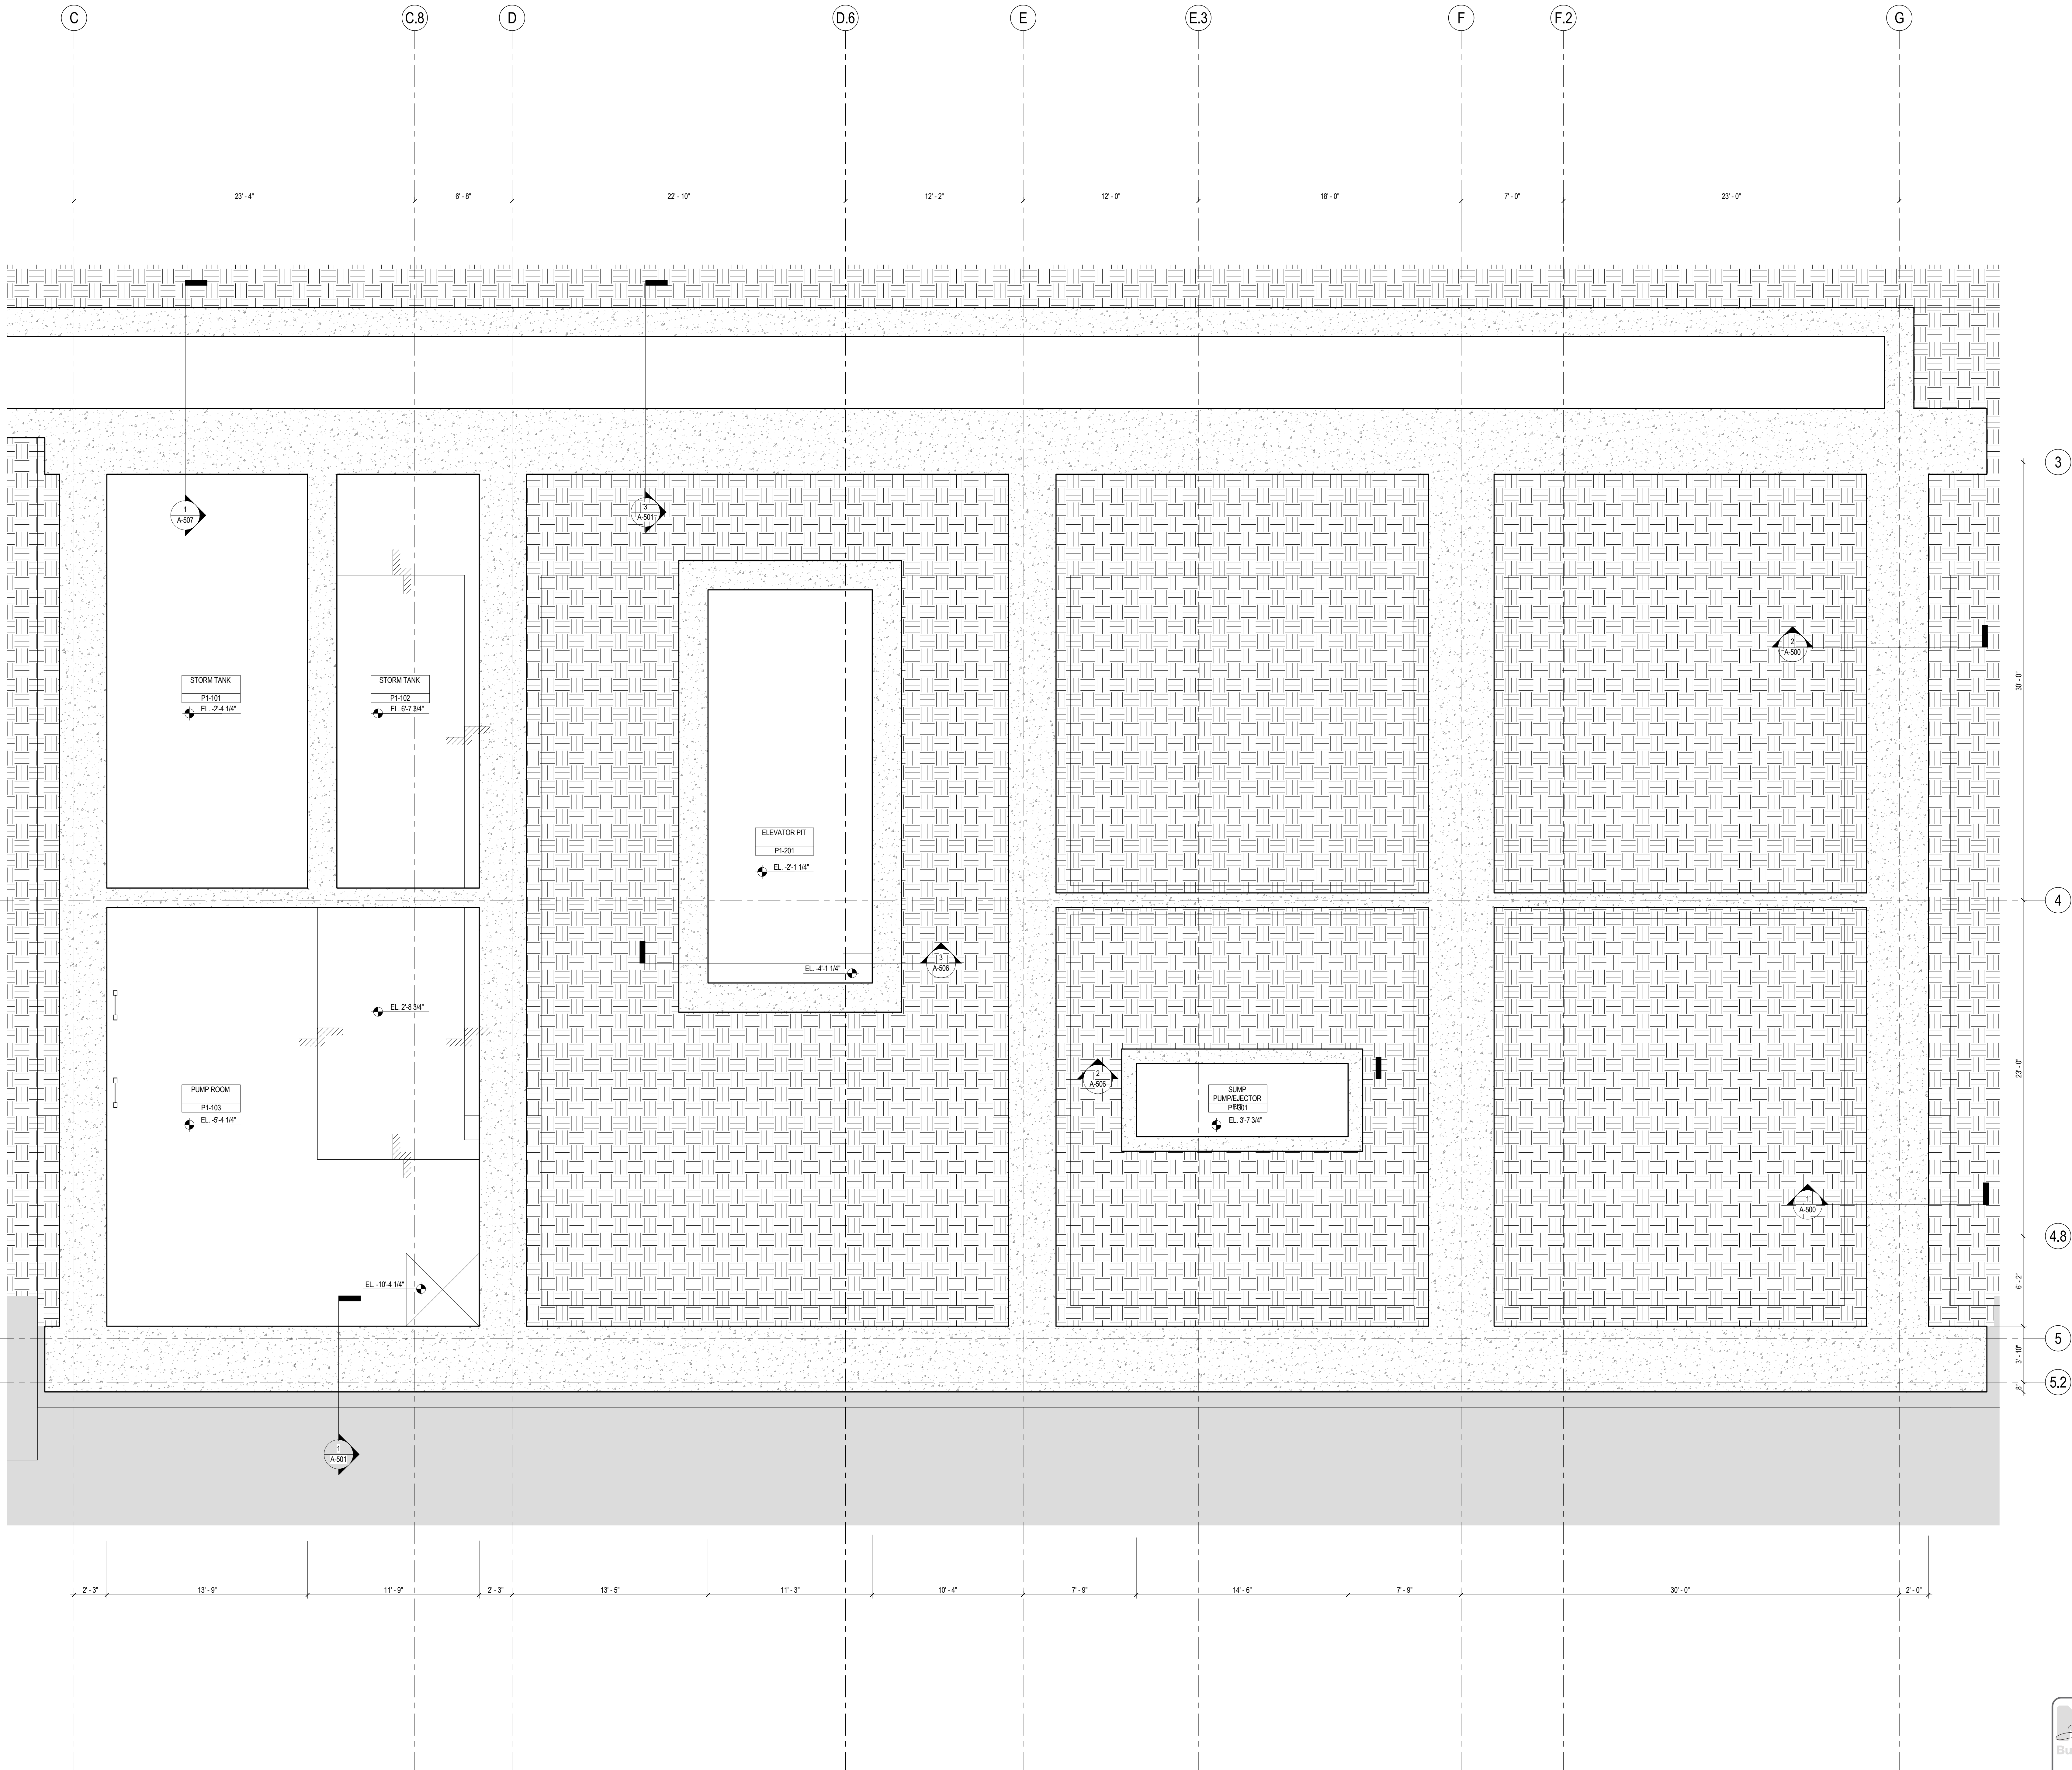 C C.8 D D.6 E E.3 F F.2 G
23' - 4" 6' - 8" 22' - 10" 12' - 2" 12' - 0" 18' - 0" 7' - 0" 23' - 0"
3
1
A-507
3
A-501
2
A-500
30' - 0"
STORM TANK
P1-101
EL. -2'-4 1/4"
STORM TANK
P1-102
EL. 6'-7 3/4"
ELEVATOR PIT
P1-201
EL. -2'-1 1/4"
4
3
A-506
EL. -4'-1 1/4"
EL. 2'-8 3/4"
23' - 0"
2
A-506
PUMP ROOM
P1-103
EL. -5'-4 1/4"
SUMP
PUMP/EJECTOR
P1-301
EL. 3'-7 3/4"
1
A-500
4.8
EL. -10'-4 1/4"
6' - 2"
5
3' - 10"
5.2
8"
1
A-501
2' - 3" 13' - 9" 11' - 9" 2' - 3" 13' - 5" 11' - 3" 10' - 4" 7' - 9" 14' - 6" 7' - 9" 30' - 0" 2' - 0"
Bu